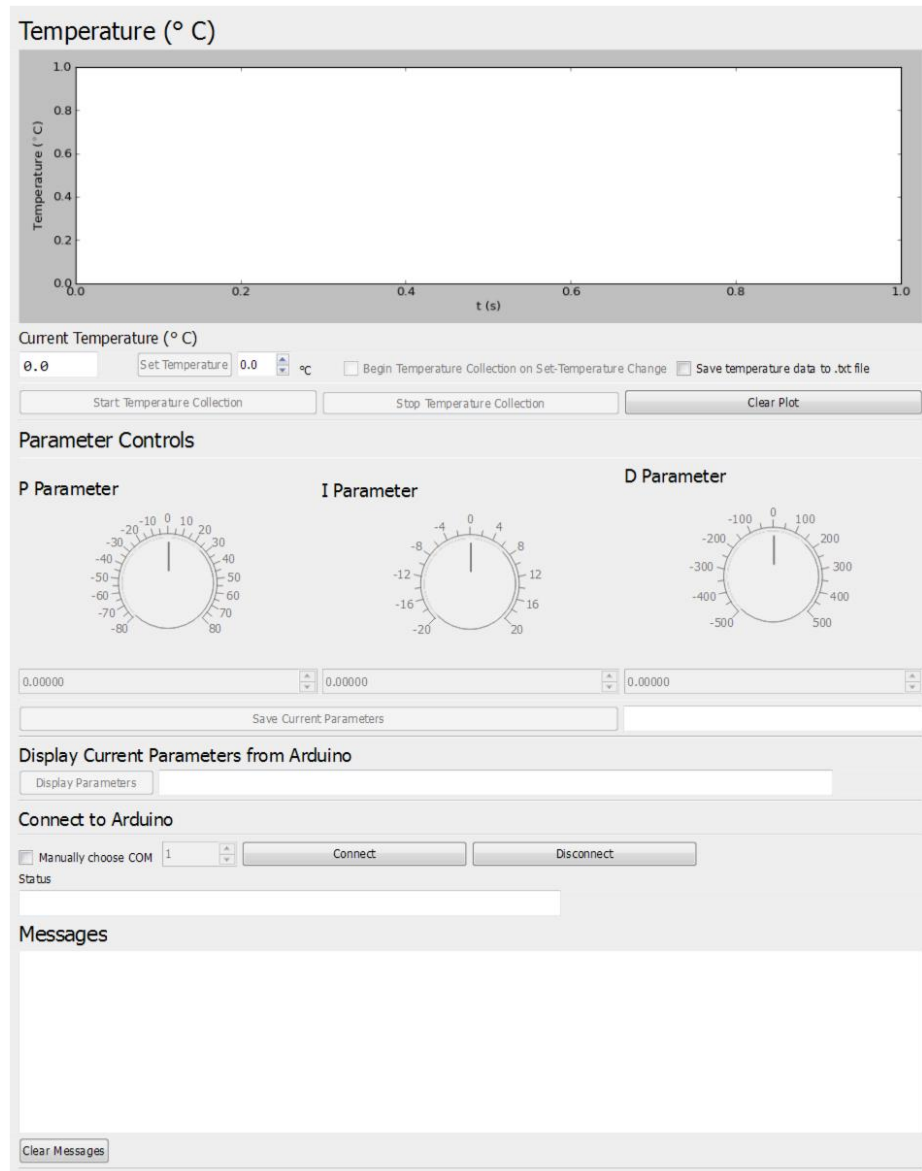 Temperature (° C)
1.0
0.8
0.6
0.4
0.2
0.0
Temperature (°C)
0.0 0.2 0.4 0.6 0.8 1.0
t (s)
Current Temperature (° C)
0.0 Set Temperature 0.0 °C Begin Temperature Collection on Set-Temperature Change Save temperature data to .txt file
Start Temperature Collection Stop Temperature Collection Clear Plot
Parameter Controls
P Parameter I Parameter D Parameter
-80 -70 -60 -50 -40 -30 -20 -10 0 10 20 30 40 50 60 70 80
-20 -16 -12 -8 -4 0 4 8 12 16 20
-500 -400 -300 -200 -100 0 100 200 300 400 500
0.00000 0.00000 0.00000
Save Current Parameters
Display Current Parameters from Arduino
Display Parameters
Connect to Arduino
Manually choose COM 1 Connect Disconnect
Status
Messages
Clear Messages